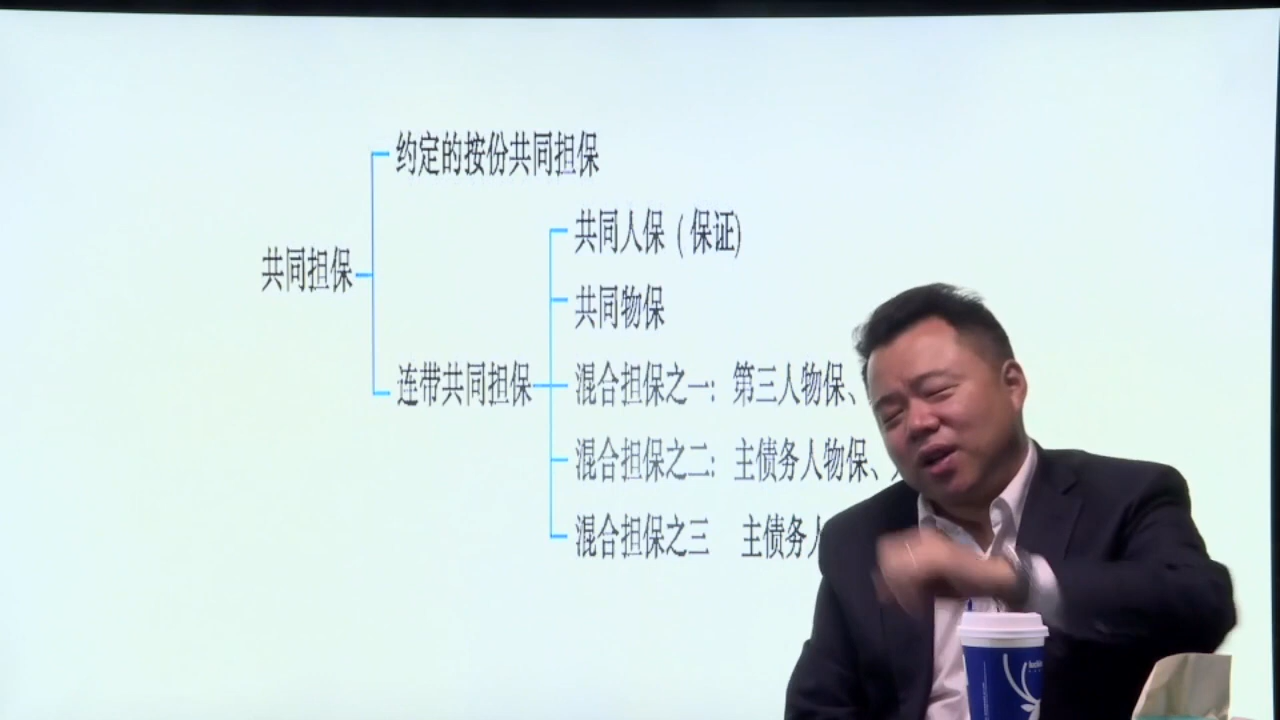 约定的按份共同担保
共同人保（保证)
共同担保
共同物保
连带共同担保
混合担保之一：第三人物保、
混合担保之二：主债务人物保、
混合担保之三 主债务人